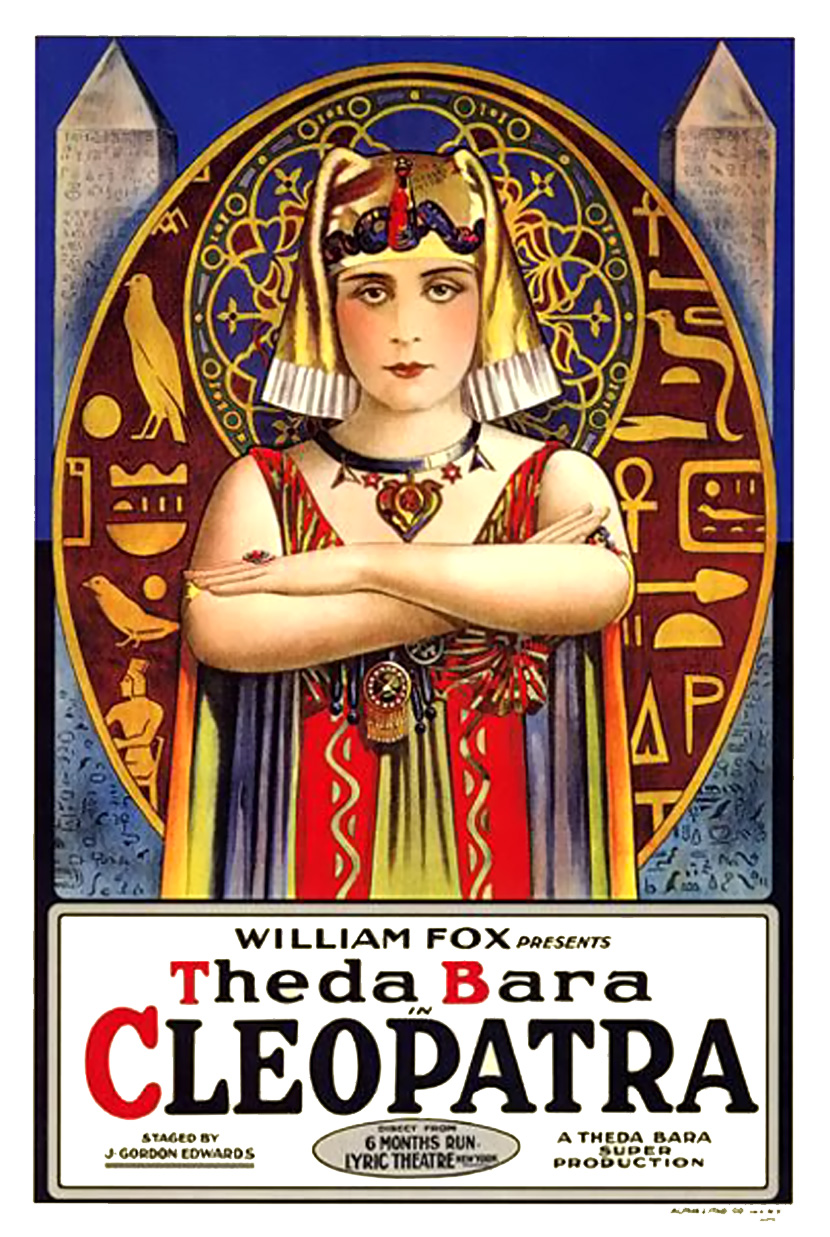 WILLIAM FOX PRESENTS
Theda Bara
IN
CLEOPATRA
STAGED BY
J·GORDON EDWARDS
DIRECT FROM
6 MONTHS RUN·
LYRIC THEATRE NEW YORK
A THEDA BARA
SUPER
PRODUCTION